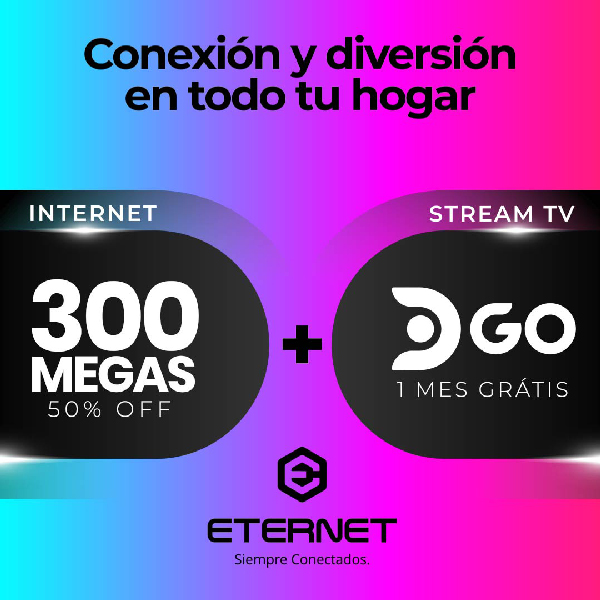 Conexión y diversión
en todo tu hogar
INTERNET
300
MEGAS
50% OFF
+
STREAM TV
DGO
1 MES GRÁTIS
ETERNET
Siempre Conectados.